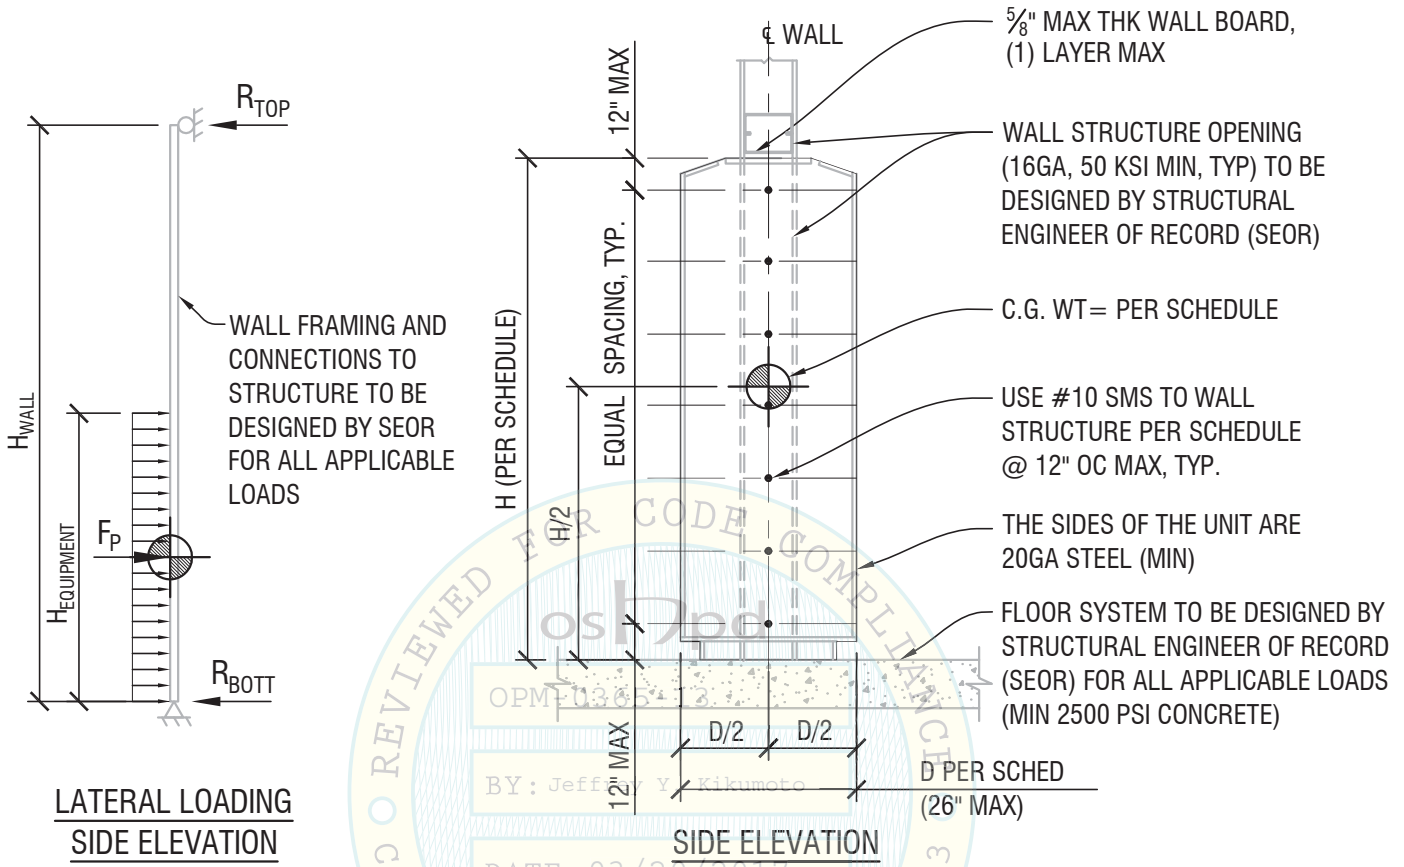 R_TOP
H_WALL
WALL FRAMING AND
CONNECTIONS TO
STRUCTURE TO BE
DESIGNED BY SEOR
FOR ALL APPLICABLE
LOADS
F_P
H_EQUIPMENT
R_BOTT
LATERAL LOADING
SIDE ELEVATION
℄ WALL
12" MAX
EQUAL SPACING, TYP.
H (PER SCHEDULE)
H/2
12" MAX
D/2
D/2
D PER SCHED
(26" MAX)
SIDE ELEVATION
5/8" MAX THK WALL BOARD,
(1) LAYER MAX
WALL STRUCTURE OPENING
(16GA, 50 KSI MIN, TYP) TO BE
DESIGNED BY STRUCTURAL
ENGINEER OF RECORD (SEOR)
C.G. WT= PER SCHEDULE
USE #10 SMS TO WALL
STRUCTURE PER SCHEDULE
@ 12" OC MAX, TYP.
THE SIDES OF THE UNIT ARE
20GA STEEL (MIN)
FLOOR SYSTEM TO BE DESIGNED BY
STRUCTURAL ENGINEER OF RECORD
(SEOR) FOR ALL APPLICABLE LOADS
(MIN 2500 PSI CONCRETE)
REVIEWED FOR CODE COMPLIANCE
oshpd
OPM-0365-13
BY: Jeffrey Y. Kikumoto